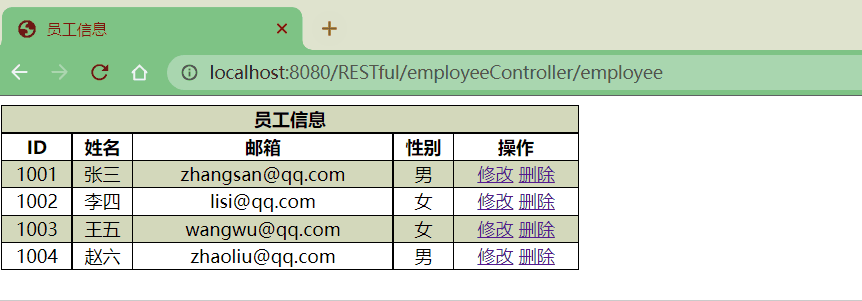 员工信息
localhost:8080/RESTful/employeeController/employee
员工信息
ID 姓名 邮箱 性别 操作
1001 张三 zhangsan@qq.com 男 修改 删除
1002 李四 lisi@qq.com 女 修改 删除
1003 王五 wangwu@qq.com 女 修改 删除
1004 赵六 zhaoliu@qq.com 男 修改 删除